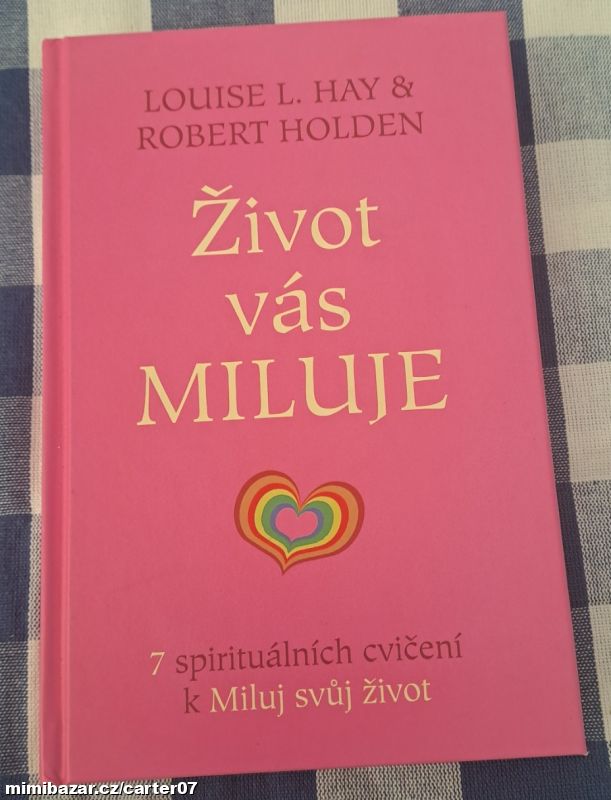 LOUISE L. HAY &
ROBERT HOLDEN
Život
vás
MILUJE
7 spirituálních cvičení
k Miluj svůj život
mimibazar.cz/carter07